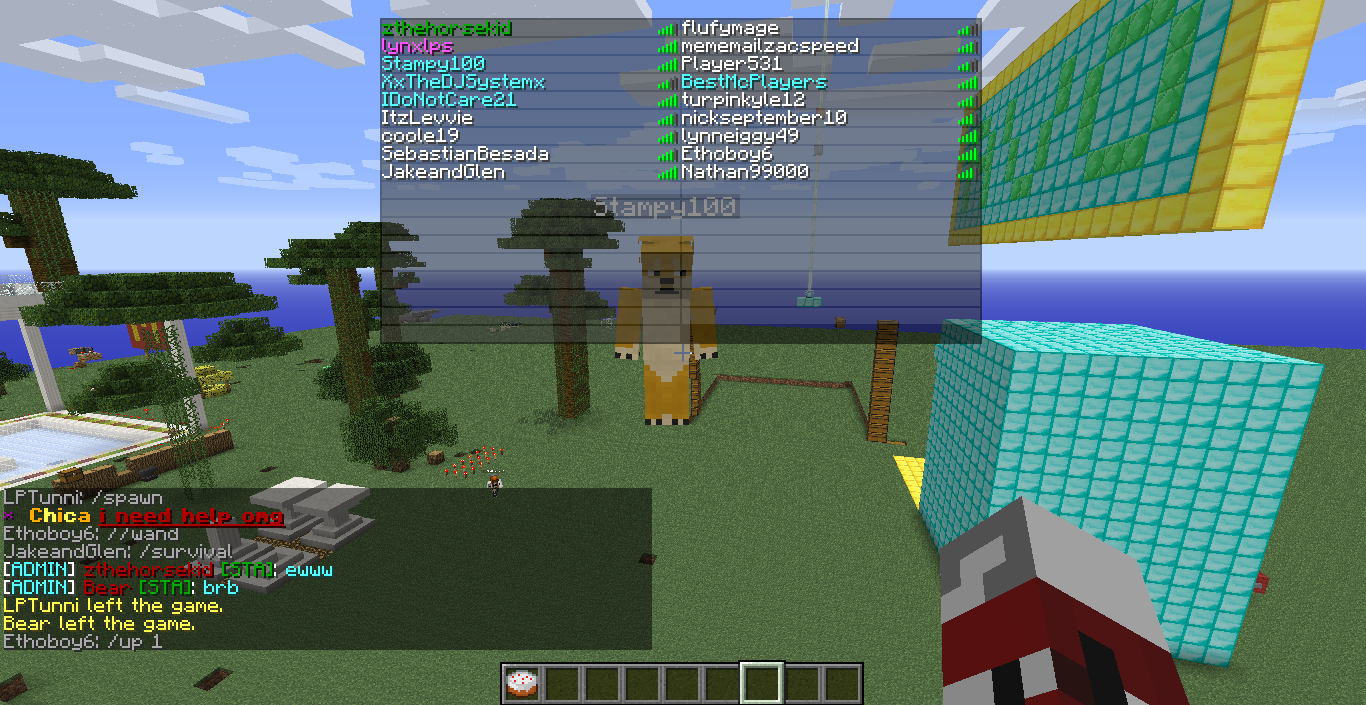 zthehorsekid flufymage
lynxlps mememailzacspeed
Stampy100 Player531
XxTheDJSystemx BestMcPlayers
IDoNotCare21 turpinkyle12
ItzLevvie nickseptember10
coole19 lynneiggy49
SebastianBesada Ethoboy6
JakeandGlen Nathan99000
Stampy100
LPTunni: /spawn
* Chica i need help omg
Ethoboy6: //wand
JakeandGlen: /survival
[ADMIN] zthehorsekid [STA]: ewww
[ADMIN] Bear [STA]: brb
LPTunni left the game.
Bear left the game.
Ethoboy6: /up 1